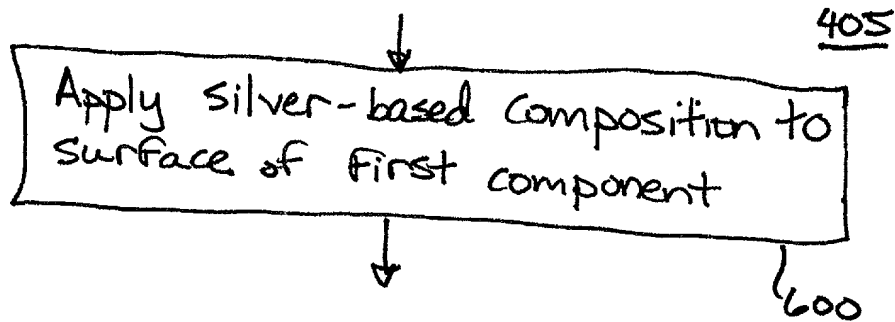 405
Apply silver-based composition to
surface of first component
600